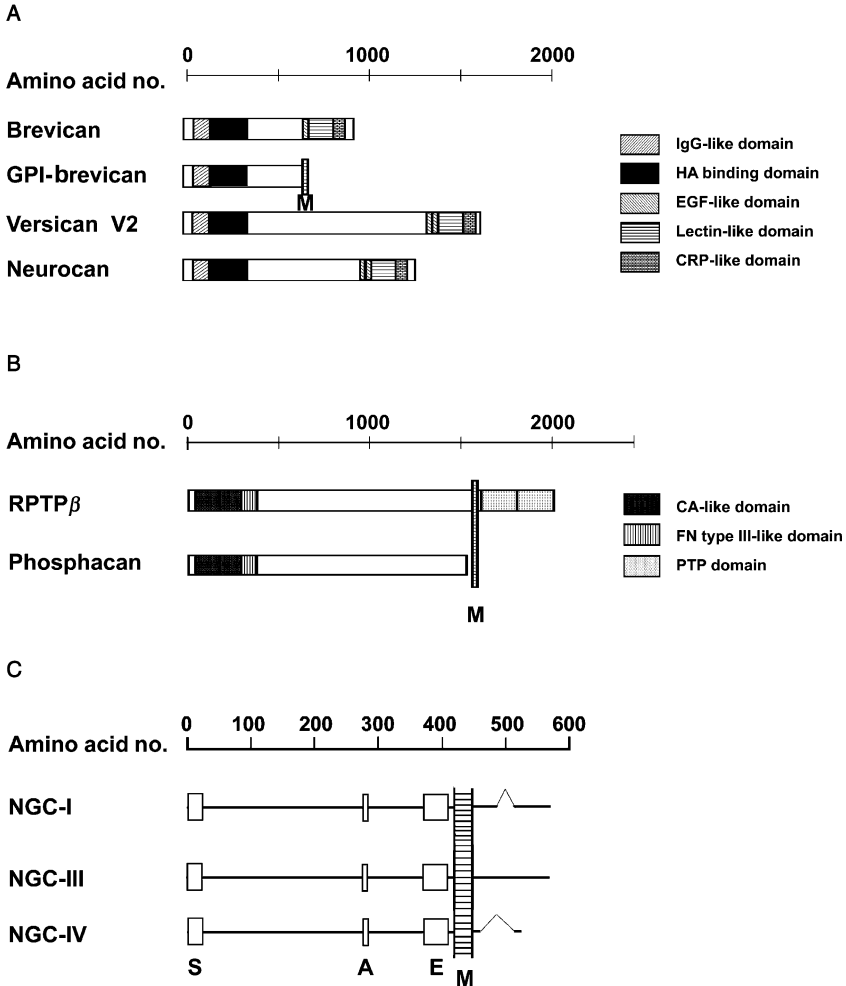 A
0 1000 2000
Amino acid no.
Brevican
GPI-brevican
M
Versican V2
Neurocan
IgG-like domain
HA binding domain
EGF-like domain
Lectin-like domain
CRP-like domain
B
0 1000 2000
Amino acid no.
RPTPβ
Phosphacan
M
CA-like domain
FN type III-like domain
PTP domain
C
0 100 200 300 400 500 600
Amino acid no.
NGC-I
NGC-III
NGC-IV
S A E M